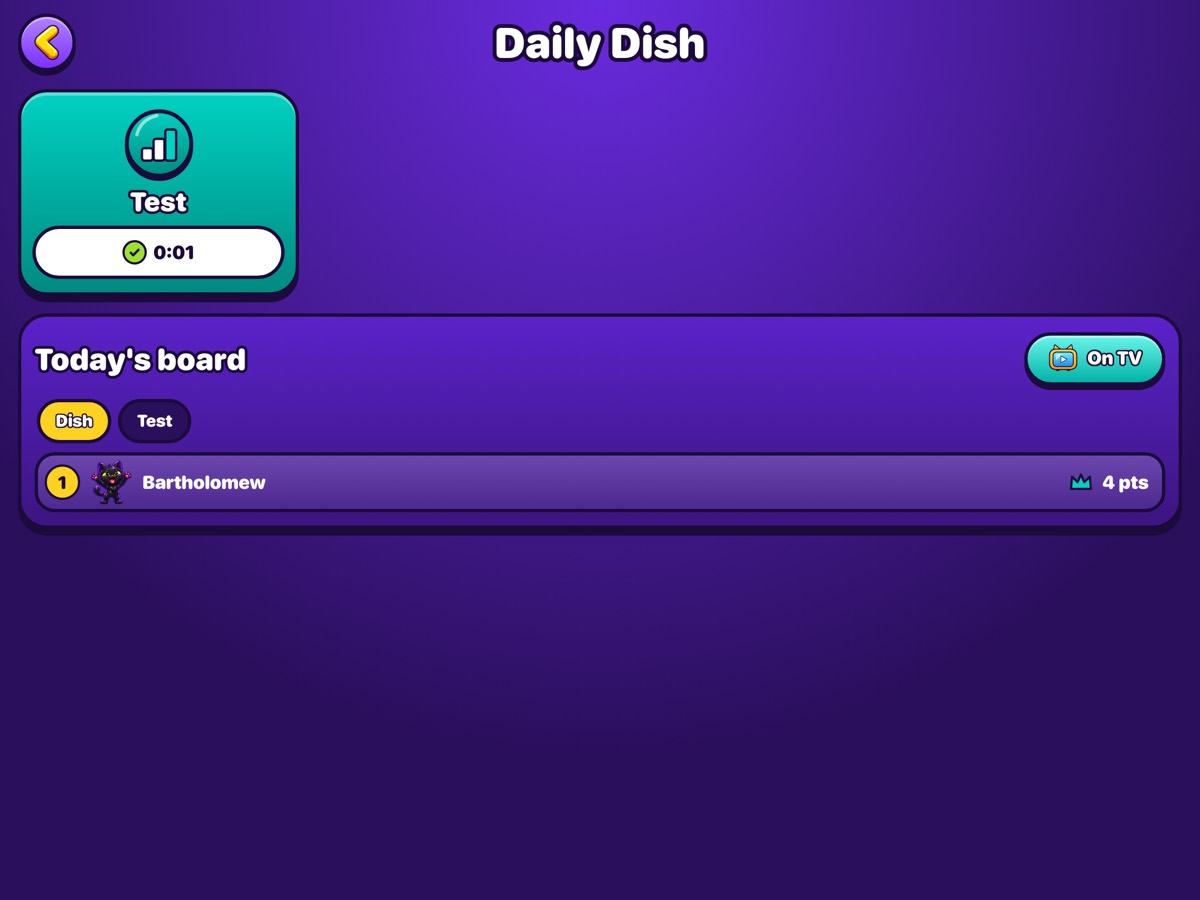 Daily Dish
Test
0:01
Today's board
On TV
Dish
Test
1
Bartholomew
4 pts